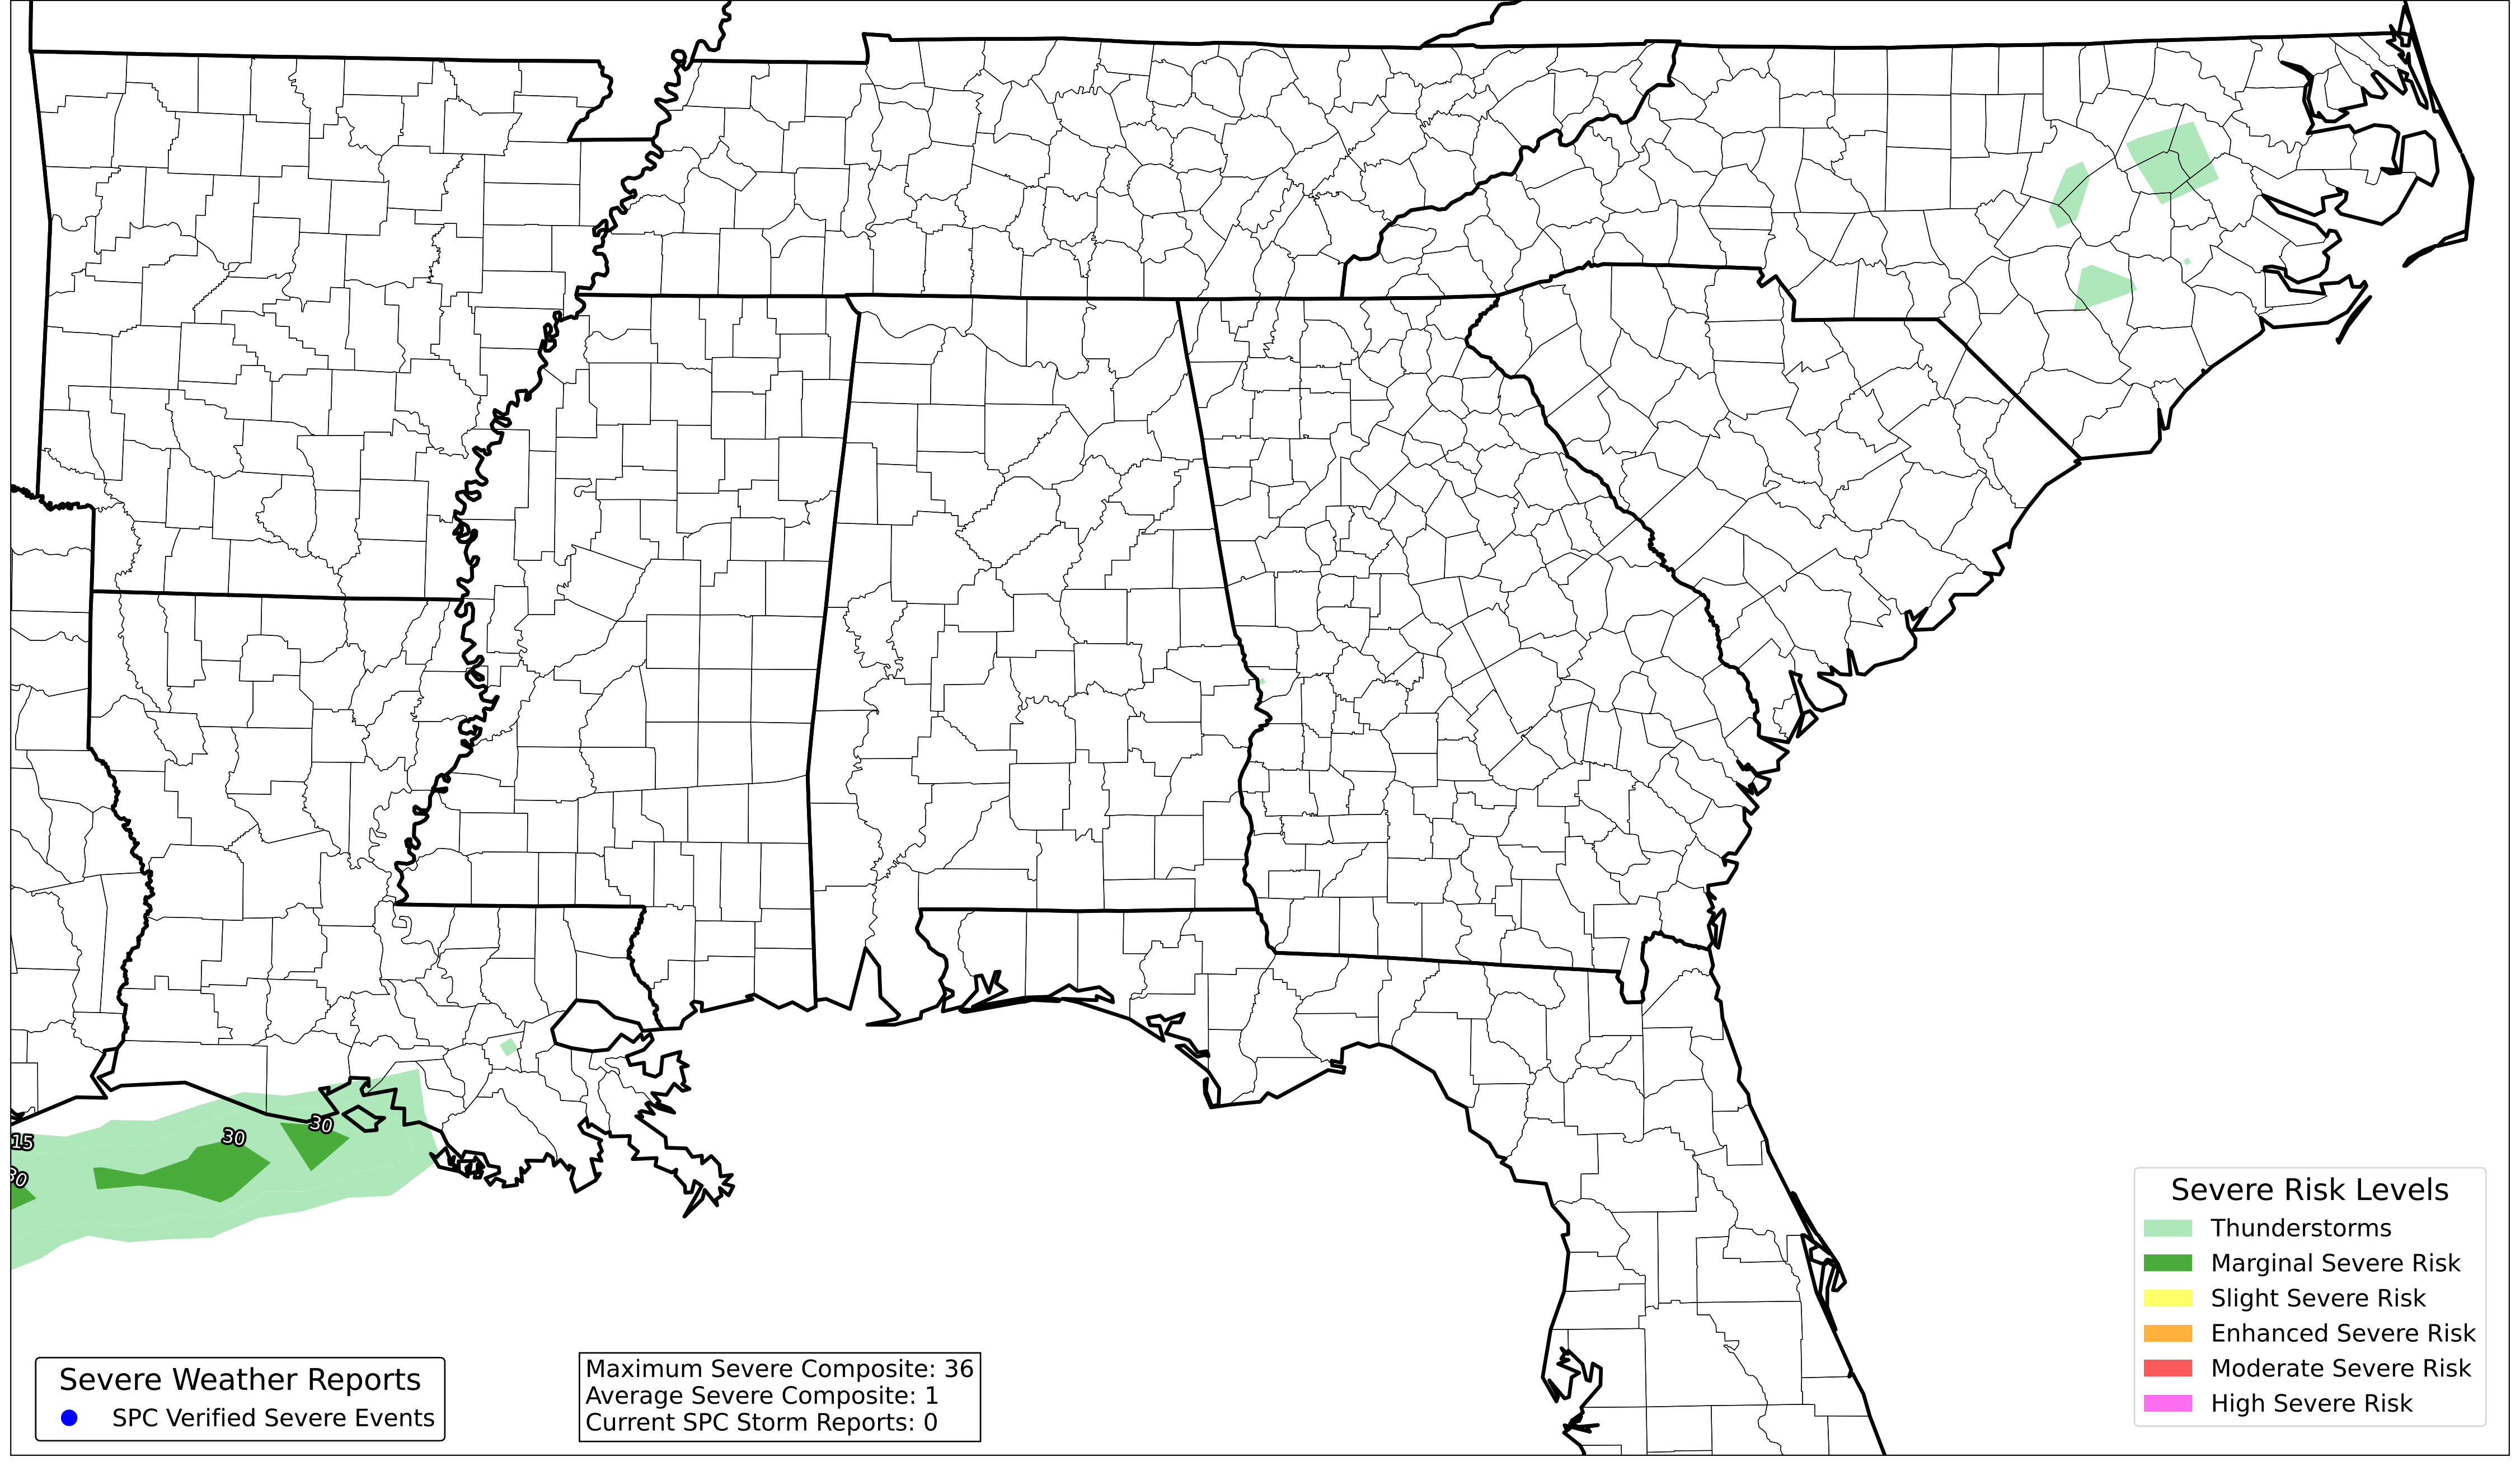 30
30
15
30
Severe Risk Levels
Thunderstorms
Marginal Severe Risk
Slight Severe Risk
Enhanced Severe Risk
Moderate Severe Risk
High Severe Risk
Severe Weather Reports
SPC Verified Severe Events
Maximum Severe Composite: 36
Average Severe Composite: 1
Current SPC Storm Reports: 0